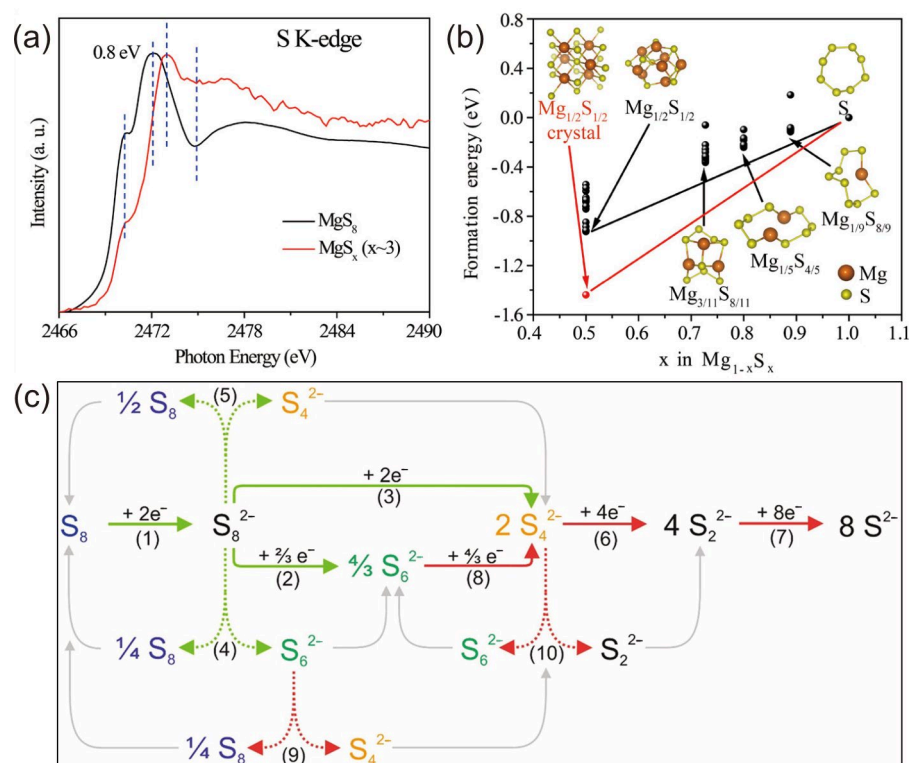 (a)
S K-edge
0.8 eV
Intensity (a. u.)
MgS₈
MgSₓ (x~3)
2466 2472 2478 2484 2490
Photon Energy (eV)
(b)
Formation energy (eV)
0.8
0.4
0.0
-0.4
-0.8
-1.2
-1.6
Mg₁/₂S₁/₂
crystal
Mg₁/₂S₁/₂
S
Mg₁/₉S₈/₉
Mg₁/₅S₄/₅
Mg₃/₁₁S₈/₁₁
Mg
S
0.4 0.5 0.6 0.7 0.8 0.9 1.0 1.1
x in Mg₁₋ₓSₓ
(c)
½ S₈ (5) S₄²⁻
+ 2e⁻
(3)
S₈ + 2e⁻ (1) S₈²⁻
2 S₄²⁻ + 4e⁻ (6) 4 S₂²⁻ + 8e⁻ (7) 8 S²⁻
+ ⅔ e⁻ (2) ⁴⁄₃ S₆²⁻ + ⁴⁄₃ e⁻ (8)
¼ S₈ (4) S₆²⁻ S₆²⁻ (10) S₂²⁻
¼ S₈ (9) S₄²⁻